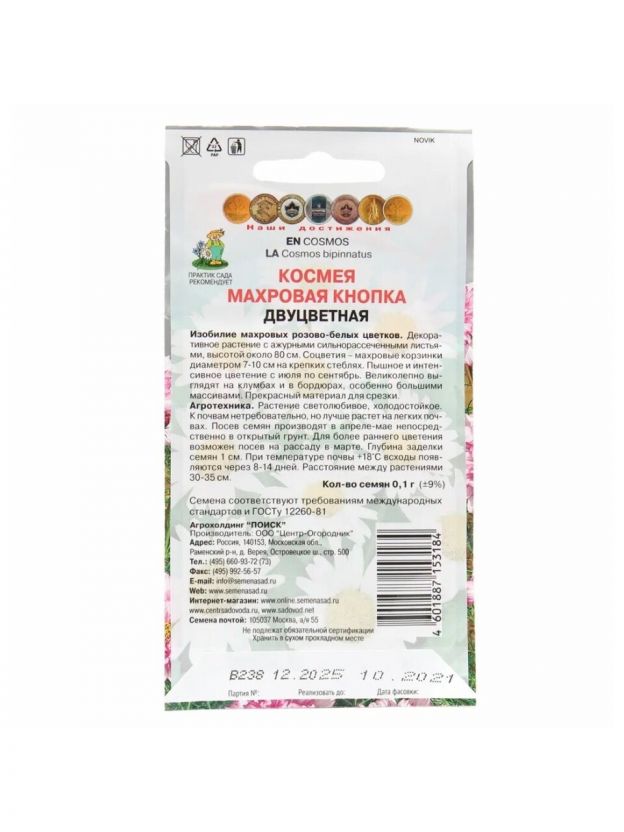 NOVIK
PAP
Наши достижения
EN COSMOS
LA Cosmos bipinnatus
ПРАКТИК САДА
РЕКОМЕНДУЕТ
КОСМЕЯ
МАХРОВАЯ КНОПКА
ДВУЦВЕТНАЯ
Изобилие махровых розово-белых цветков. Декора-
тивное растение с ажурными сильнорассеченными листья-
ми, высотой около 80 см. Соцветия – махровые корзинки
диаметром 7-10 см на крепких стеблях. Пышное и интен-
сивное цветение с июля по сентябрь. Великолепно вы-
глядят на клумбах и в бордюрах, особенно большими
массивами. Прекрасный материал для срезки.
Агротехника. Растение светолюбивое, холодостойкое.
К почвам нетребовательно, но лучше растет на легких поч-
вах. Посев семян производят в апреле-мае непосред-
ственно в открытый грунт. Для более раннего цветения
возможен посев на рассаду в марте. Глубина заделки
семян 1 см. При температуре почвы +18°С всходы появ-
ляются через 8-14 дней. Расстояние между растениями
30-35 см.
Кол-во семян 0,1 г (±9%)
Семена соответствуют требованиям международных
стандартов и ГОСТу 12260-81
Агрохолдинг "ПОИСК"
Производитель: ООО "Центр-Огородник"
Адрес: Россия, 140153, Московская обл.,
Раменский р-н, д. Верея, Островецкое ш., стр. 500
Тел.: (495) 660-93-72 (73)
Факс: (495) 992-56-57
E-mail: info@semenasad.ru
Web: www.semenasad.ru
Интернет-магазин: www.online.semenasad.ru
www.centrsadovoda.ru, www.sadovod.net
Семена почтой: 105037 Москва, а/я 55
Не подлежат обязательной сертификации
Хранить в сухом прохладном месте
4 601887 153184
В238 12.2025 10.2021
Партия №: Реализовать до: Дата фасовки: